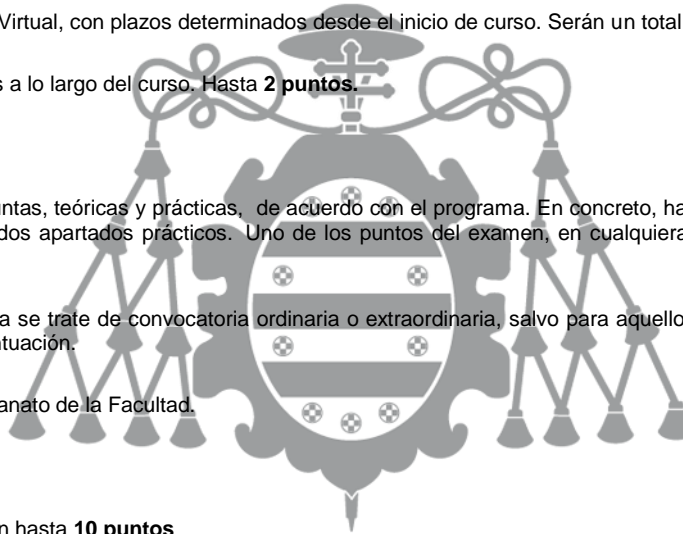 Virtual, con plazos determinados desde el inicio de curso. Serán un total
s a lo largo del curso. Hasta 2 puntos.
untas, teóricas y prácticas, de acuerdo con el programa. En concreto, ha
dos apartados prácticos. Uno de los puntos del examen, en cualquiera
a se trate de convocatoria ordinaria o extraordinaria, salvo para aquello
ntuación.
anato de la Facultad.
n hasta 10 puntos